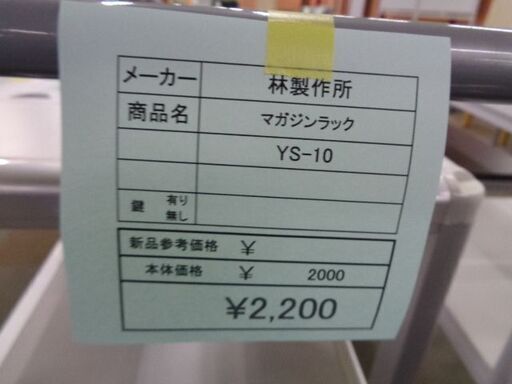 メーカー 林製作所
商品名 マガジンラック
YS-10
鍵 有り
無し
新品参考価格 ¥
本体価格 ¥ 2000
¥2,200